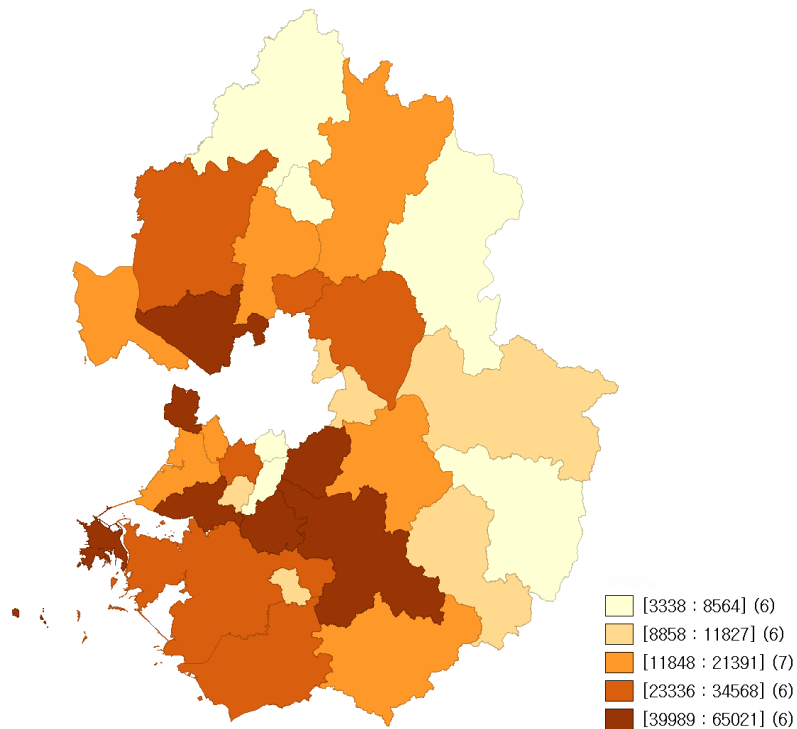 [3338 : 8564] (6)
[8858 : 11827] (6)
[11848 : 21391] (7)
[23336 : 34568] (6)
[39989 : 65021] (6)